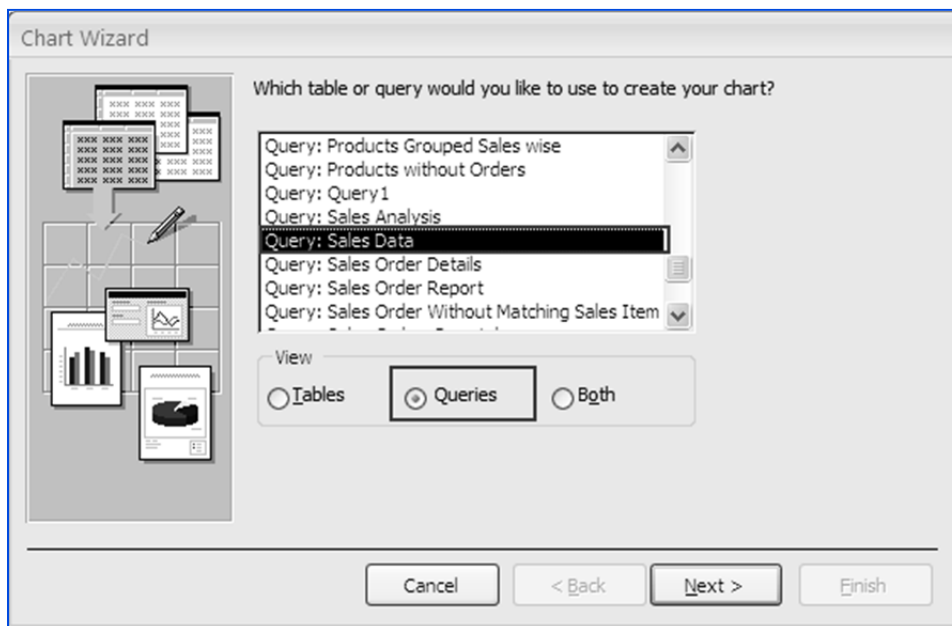 Chart Wizard
Which table or query would you like to use to create your chart?
Query: Products Grouped Sales wise
Query: Products without Orders
Query: Query1
Query: Sales Analysis
Query: Sales Data
Query: Sales Order Details
Query: Sales Order Report
Query: Sales Order Without Matching Sales Item
View
Tables
Queries
Both
Cancel
< Back
Next >
Finish